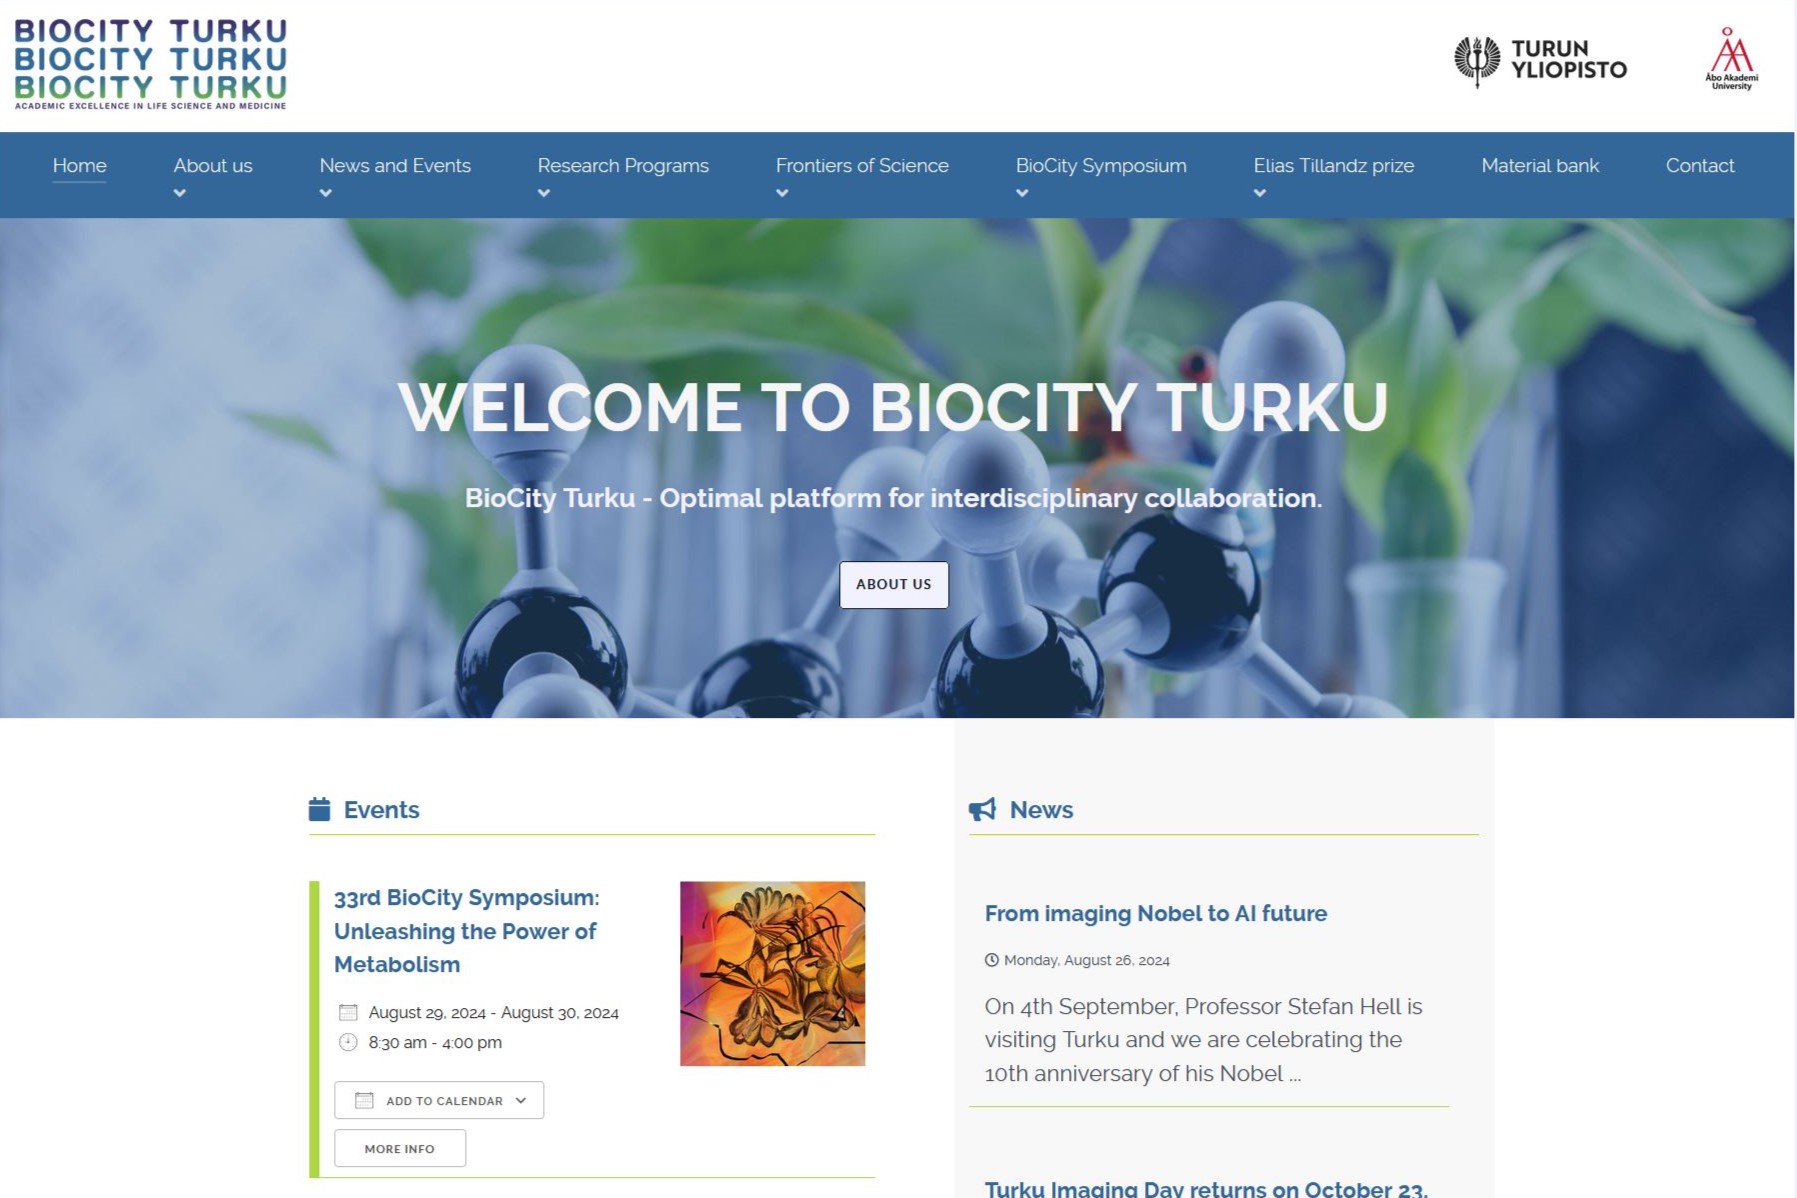 BIOCITY TURKU
BIOCITY TURKU
BIOCITY TURKU
ACADEMIC EXCELLENCE IN LIFE SCIENCE AND MEDICINE
TURUN
YLIOPISTO
Åbo Akademi
University
Home
About us
News and Events
Research Programs
Frontiers of Science
BioCity Symposium
Elias Tillandz prize
Material bank
Contact
WELCOME TO BIOCITY TURKU
BioCity Turku - Optimal platform for interdisciplinary collaboration.
ABOUT US
Events
33rd BioCity Symposium:
Unleashing the Power of
Metabolism
August 29, 2024 - August 30, 2024
8:30 am - 4:00 pm
ADD TO CALENDAR
MORE INFO
News
From imaging Nobel to AI future
Monday, August 26, 2024
On 4th September, Professor Stefan Hell is
visiting Turku and we are celebrating the
10th anniversary of his Nobel ...
Turku Imaging Day returns on October 23,